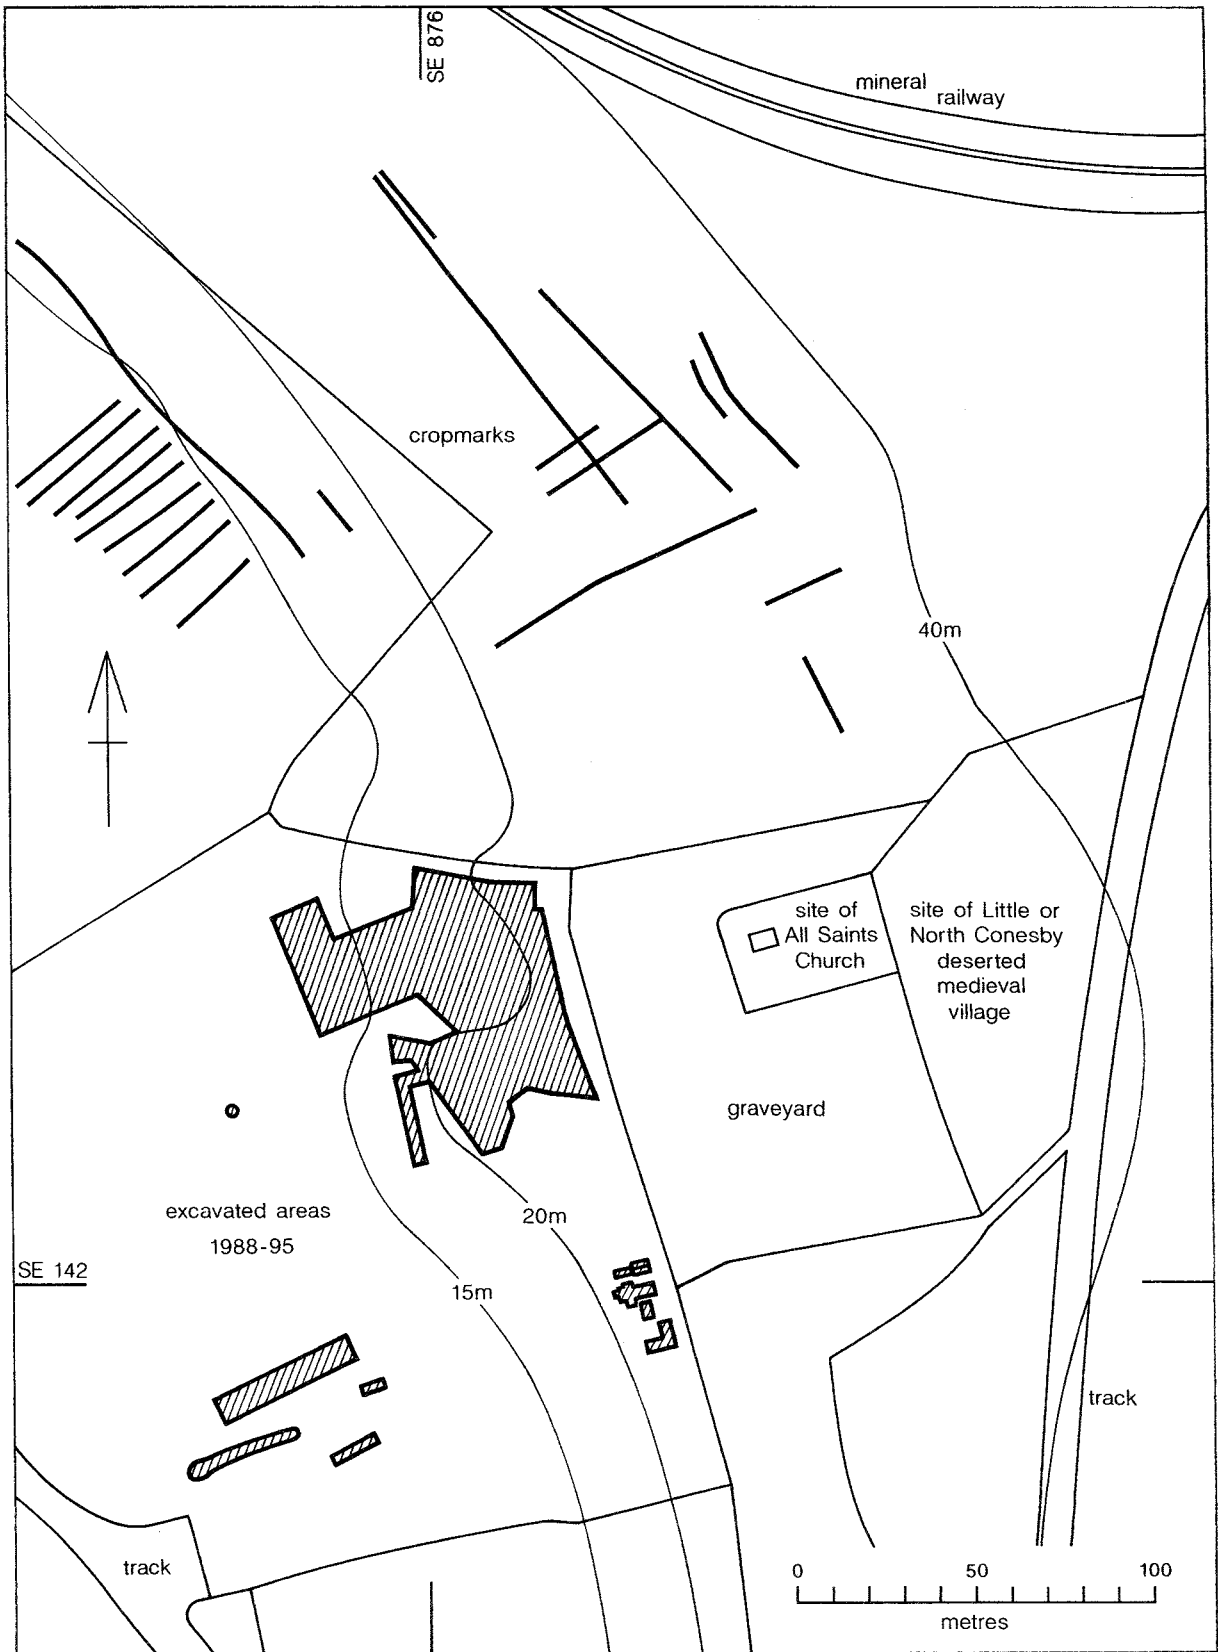 SE 876
mineral
railway
cropmarks
40m
site of
All Saints
Church
site of Little or
North Conesby
deserted
medieval
village
graveyard
excavated areas
1988-95
20m
SE 142
15m
track
track
0 50 100
metres